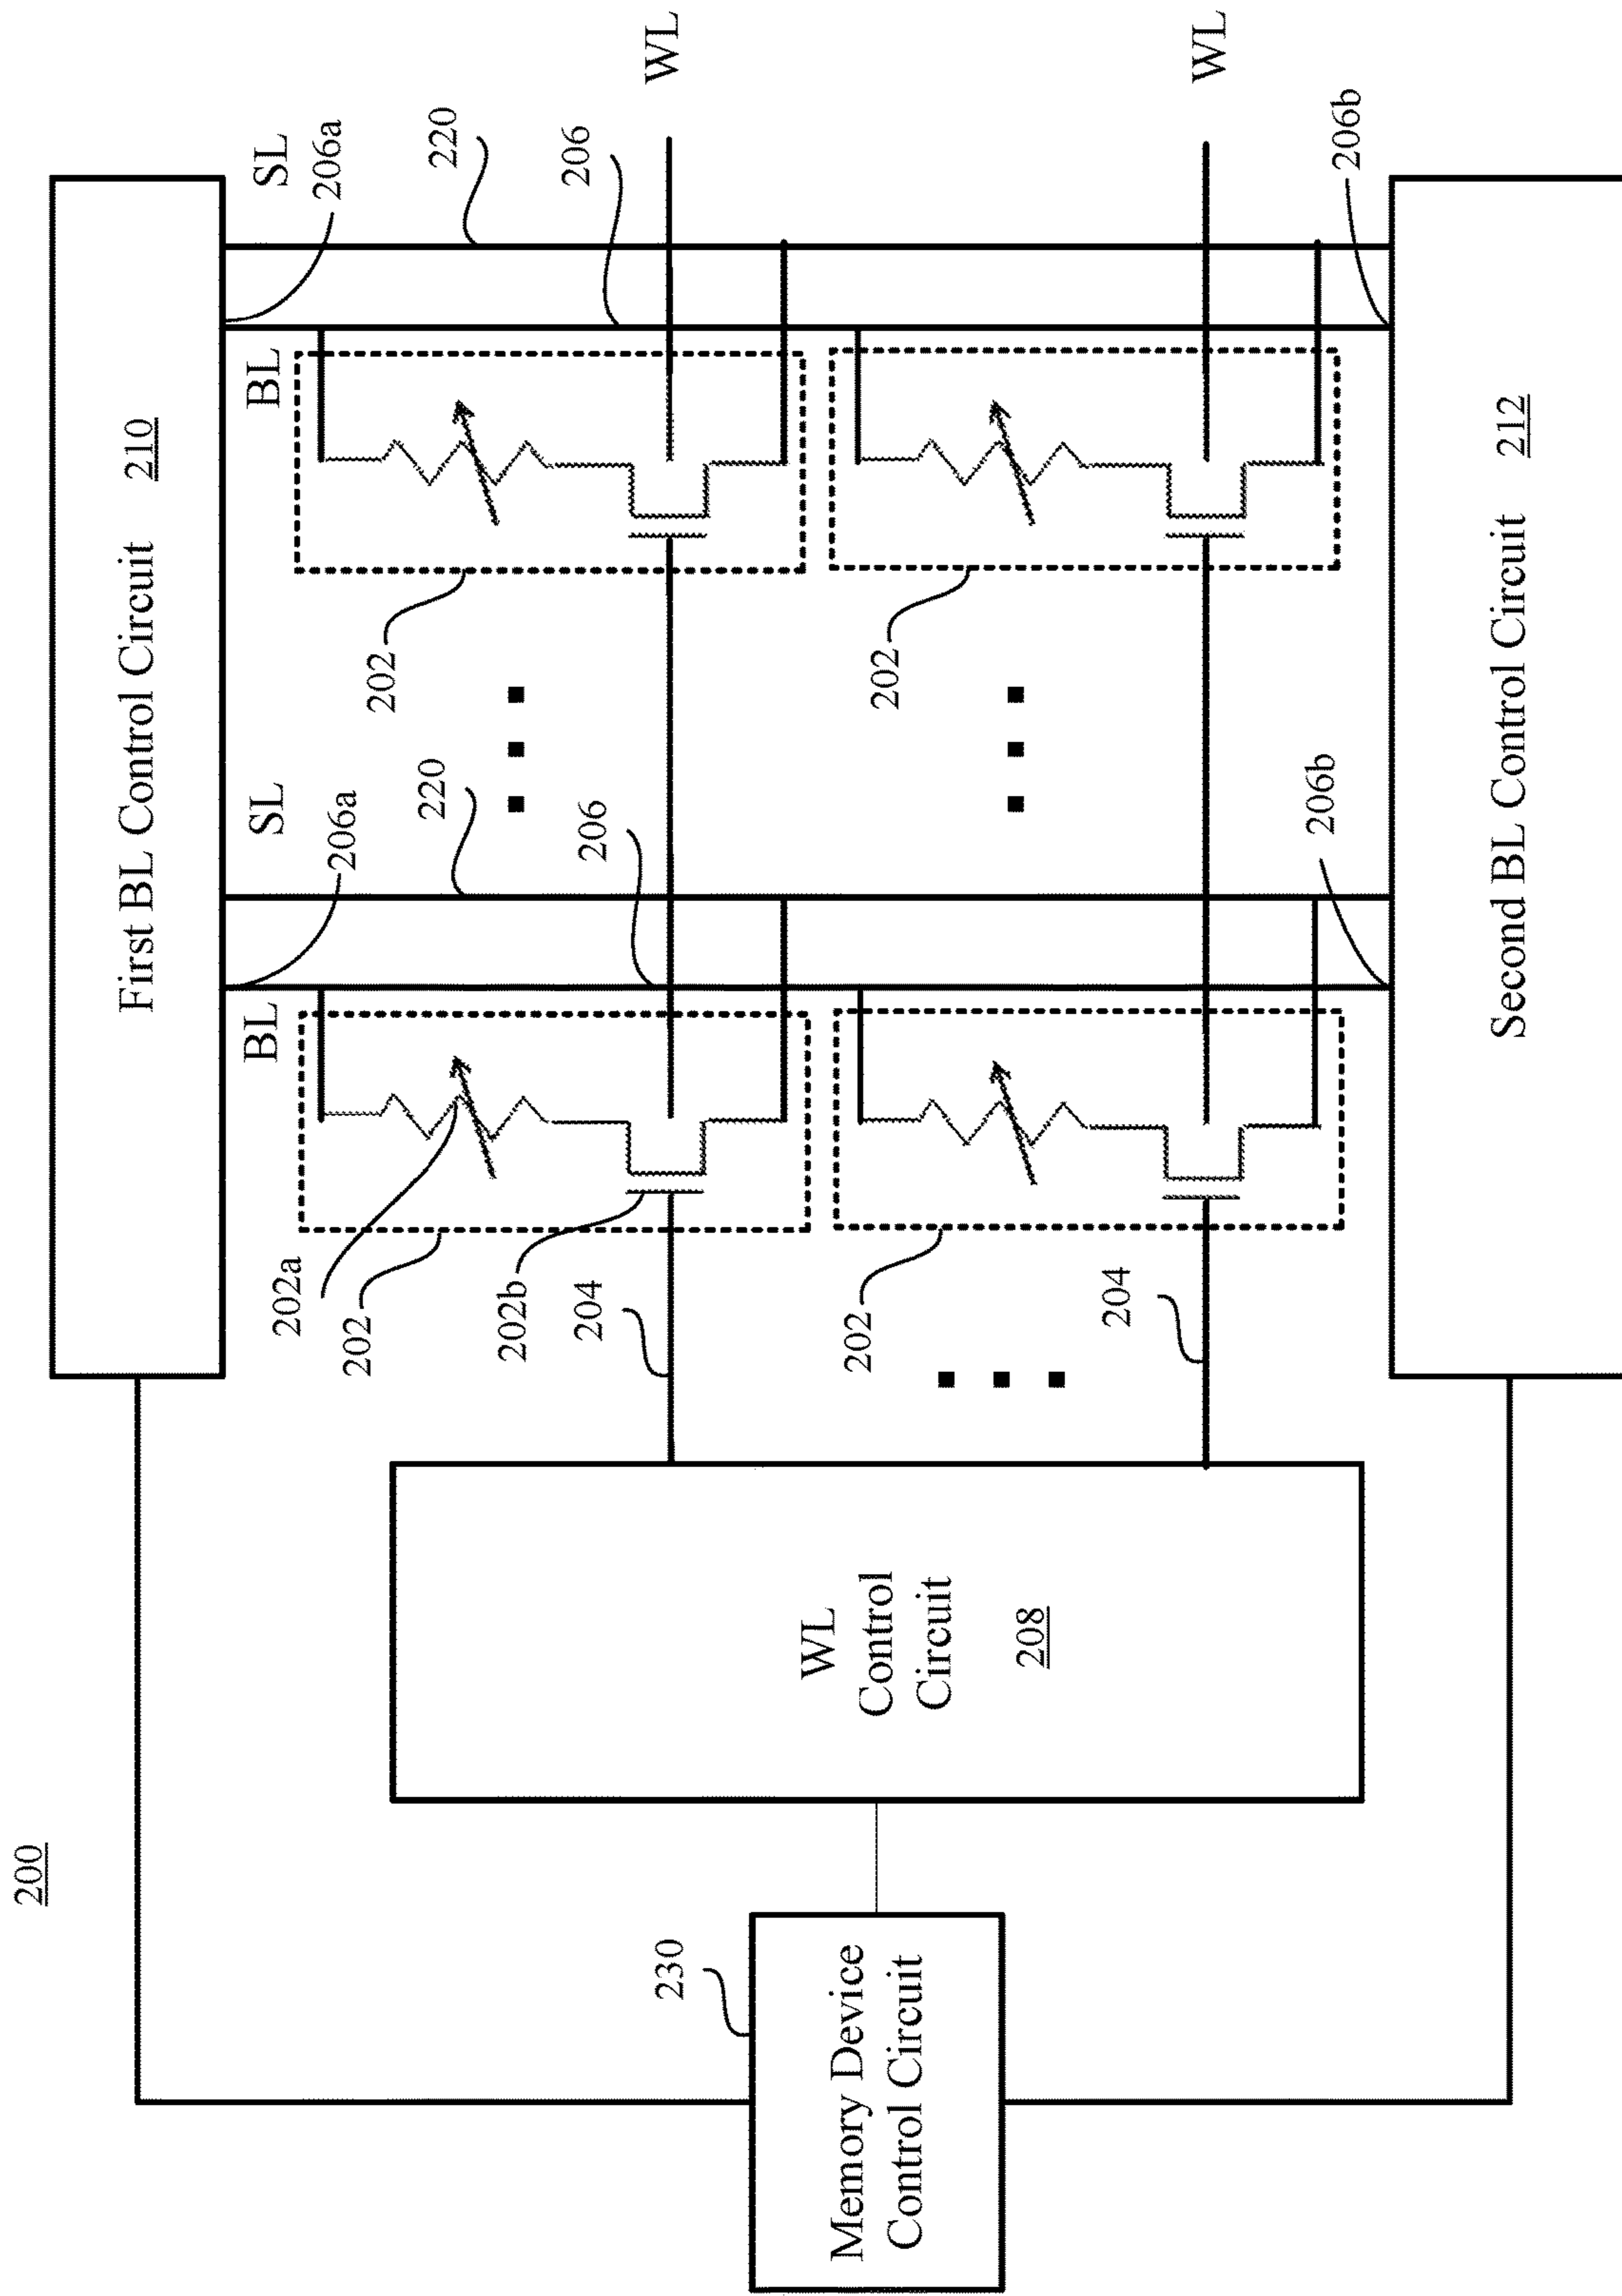 200
First BL Control Circuit 210
BL
206a
SL
BL
SL
206a
202a
202
202b
204
206
220
202
206
220
WL
230
Memory Device
Control Circuit
WL
Control
Circuit
208
202
204
202
WL
206b
206b
Second BL Control Circuit 212